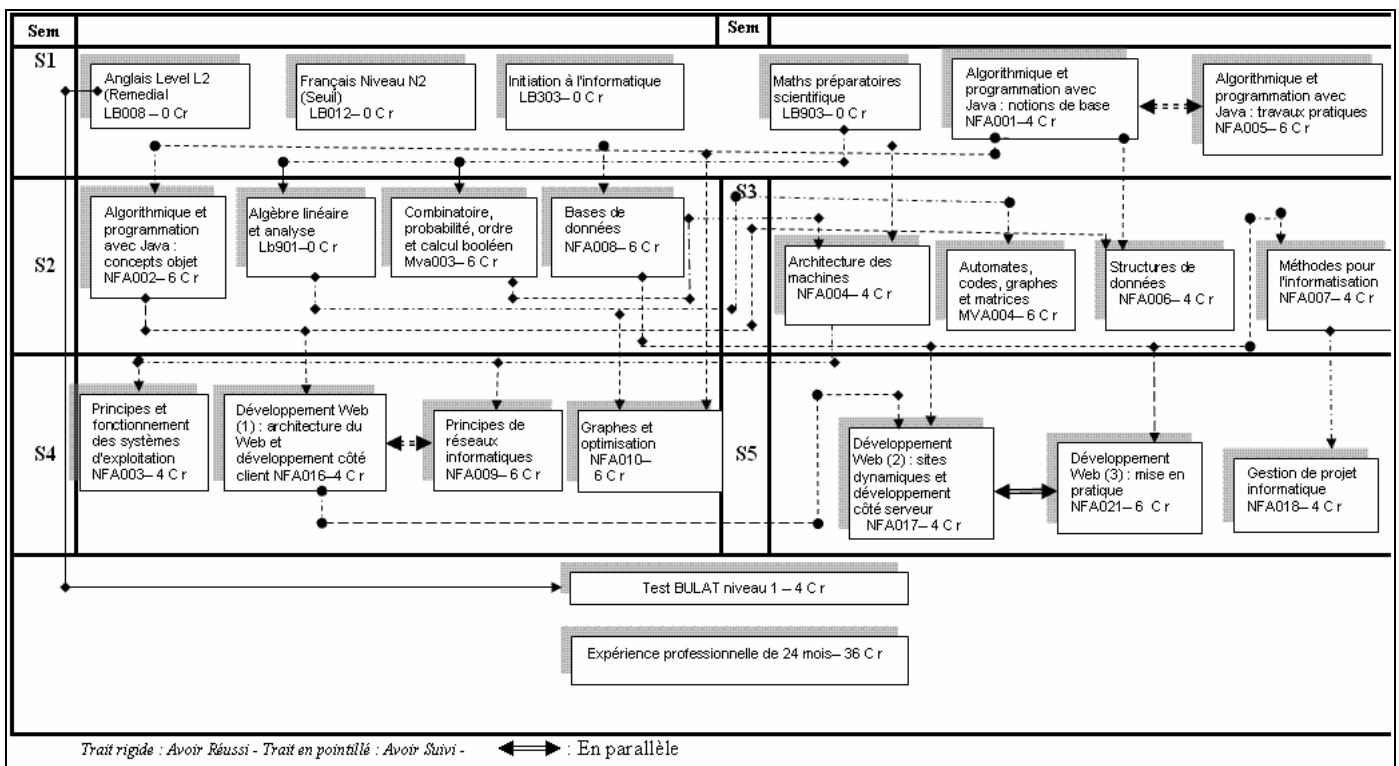 Sem
Sem
S1
Anglais Level L2
(Remedial
LB008 – 0 Cr
Français Niveau N2
(Seuil)
LB012– 0 C r
Initiation à l'informatique
LB303– 0 C r
Maths préparatoires
scientifique
LB903– 0 C r
Algorithmique et
programmation avec
Java : notions de base
NFA001–4 C r
Algorithmique et
programmation avec
Java : travaux pratiques
NFA005– 6 C r
S2
Algorithmique et
programmation
avec Java :
concepts objet
NFA002– 6 C r
Algèbre linéaire
et analyse
Lb901–0 C r
Combinatoire,
probabilité, ordre
et calcul booléen
Mva003– 6 C r
Bases de
données
NFA008– 6 C r
S3
Architecture des
machines
NFA004– 4 C r
Automates,
codes, graphes
et matrices
MVA004– 6 C r
Structures de
données
NFA006– 4 C r
Méthodes pour
l'informatisation
NFA007– 4 C r
S4
Principes et
fonctionnement
des systèmes
d'exploitation
NFA003– 4 C r
Développement Web
(1) : architecture du
Web et
développement côté
client NFA016–4 C r
Principes de
réseaux
informatiques
NFA009– 6 C r
Graphes et
optimisation
NFA010–
6 C r
S5
Développement
Web (2) : sites
dynamiques et
développement
côté serveur
NFA017– 4 C r
Développement
Web (3) : mise en
pratique
NFA021– 6 C r
Gestion de projet
informatique
NFA018– 4 C r
Test BULAT niveau 1 – 4 C r
Expérience professionnelle de 24 mois– 36 C r
Trait rigide : Avoir Réussi - Trait en pointillé : Avoir Suivi - : En parallèle